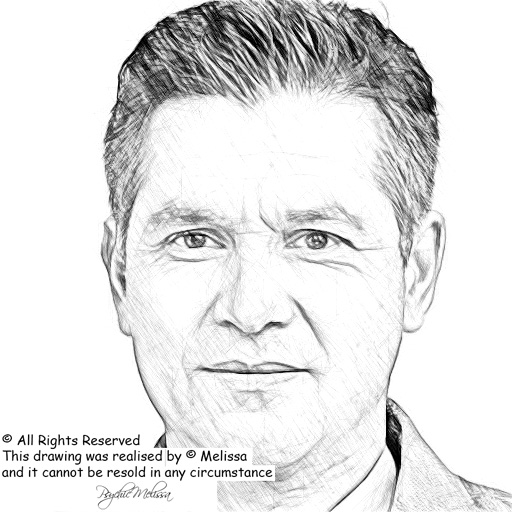 © All Rights Reserved
This drawing was realised by © Melissa
and it cannot be resold in any circumstance
Psychic Melissa